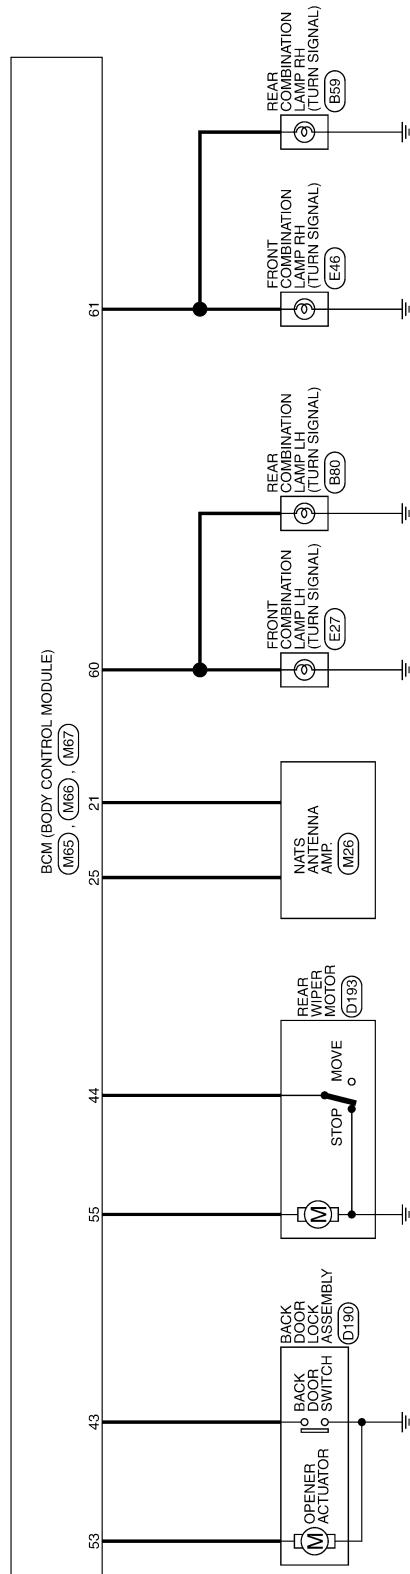 BCM (BODY CONTROL MODULE)
M65 , M66 , M67
53
43
55
44
25
21
60
61
BACK
DOOR
LOCK
ASSEMBLY
D190
OPENER
ACTUATOR
M
BACK
DOOR
SWITCH
REAR
WIPER
MOTOR
D193
M
STOP
MOVE
NATS
ANTENNA
AMP.
M26
FRONT
COMBINATION
LAMP LH
(TURN SIGNAL)
E27
REAR
COMBINATION
LAMP LH
(TURN SIGNAL)
B80
FRONT
COMBINATION
LAMP RH
(TURN SIGNAL)
E46
REAR
COMBINATION
LAMP RH
(TURN SIGNAL)
B59